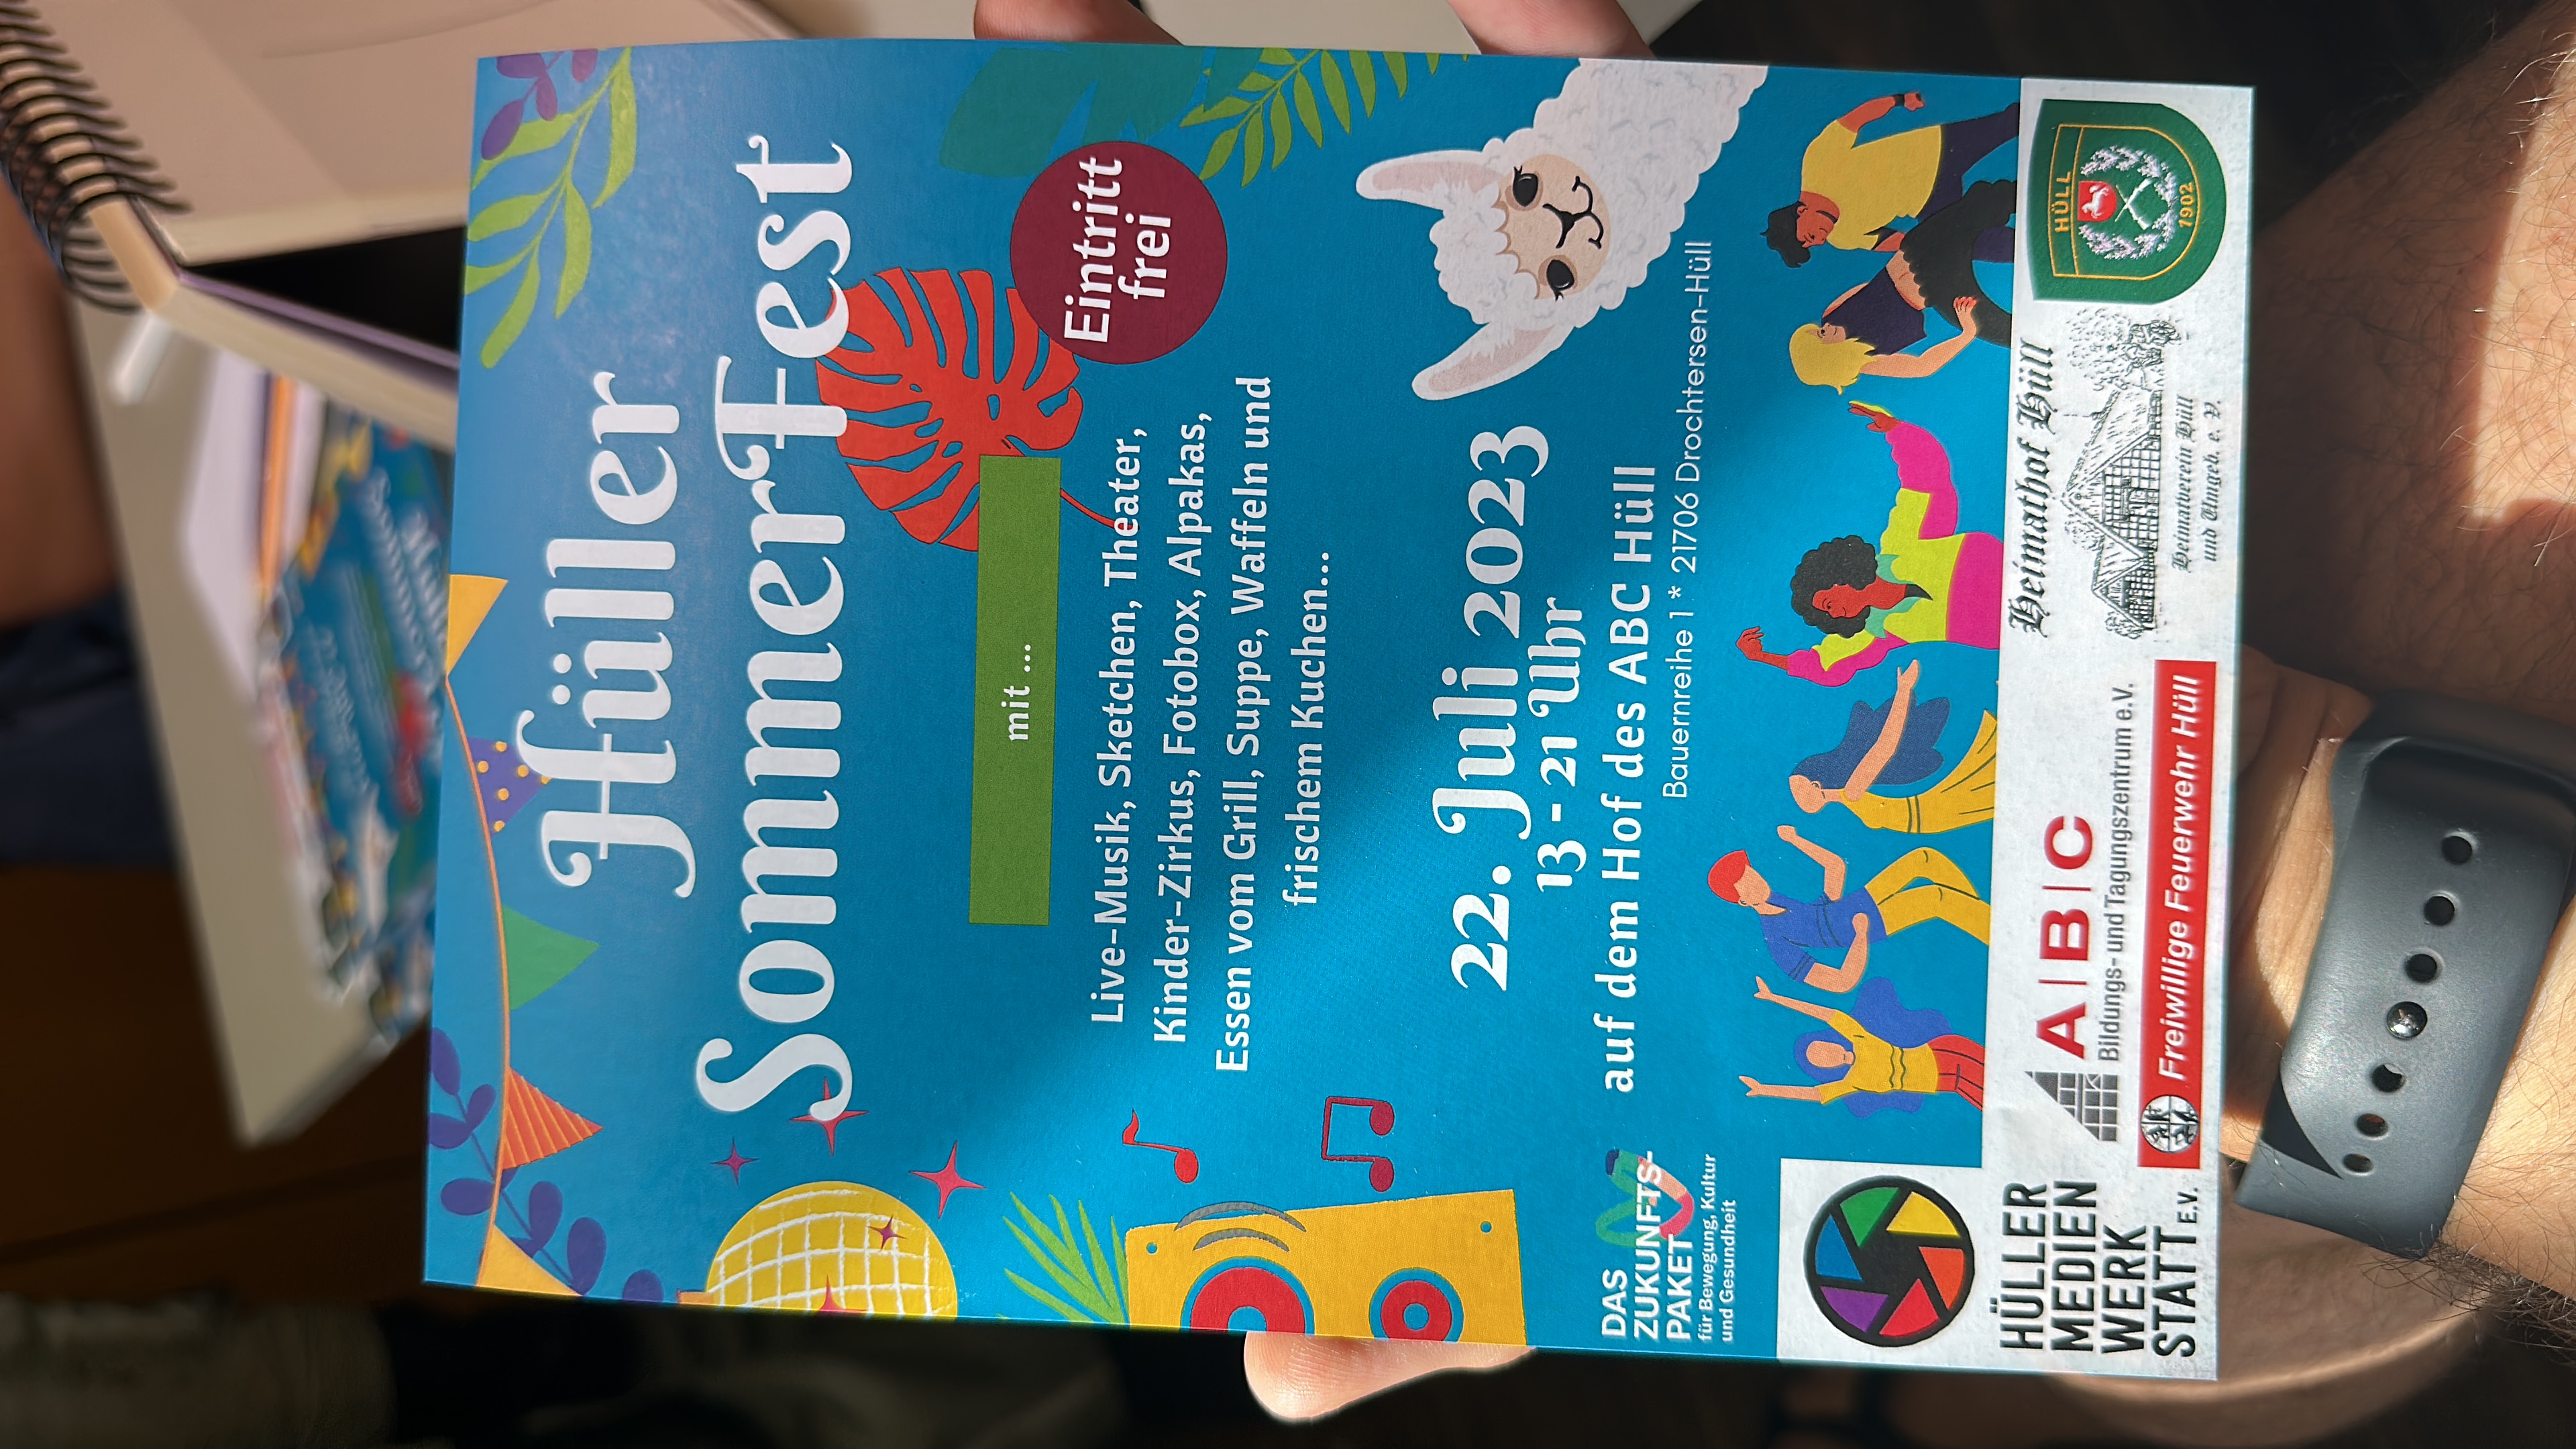 Hüller
SommerFest
mit ...
Live-Musik, Sketchen, Theater,
Kinder-Zirkus, Fotobox, Alpakas,
Essen vom Grill, Suppe, Waffeln und
frischem Kuchen...
Eintritt
frei
22. Juli 2023
13 - 21 Uhr
auf dem Hof des ABC Hüll
Bauernreihe 1 * 21706 Drochtersen-Hüll
DAS
ZUKUNFTS-
PAKET
für Bewegung, Kultur
und Gesundheit
HÜLLER
MEDIEN
WERK
STATT E.V.
A|B|C
Bildungs- und Tagungszentrum e.V.
Freiwillige Feuerwehr Hüll
Heimathof Hüll
Heimatverein Hüll
und Umgeb. e. V.
HÜLL
1902